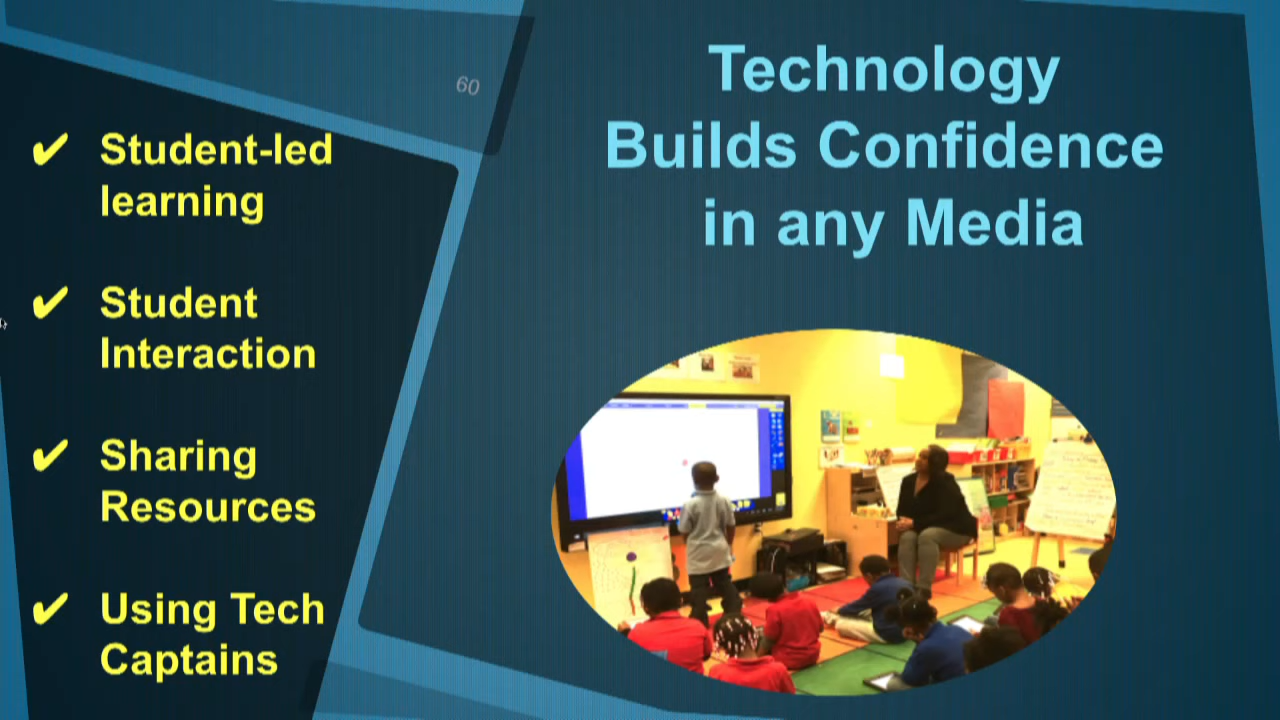 60
Technology
Builds Confidence
in any Media
✔ Student-led
learning
✔ Student
Interaction
✔ Sharing
Resources
✔ Using Tech
Captains